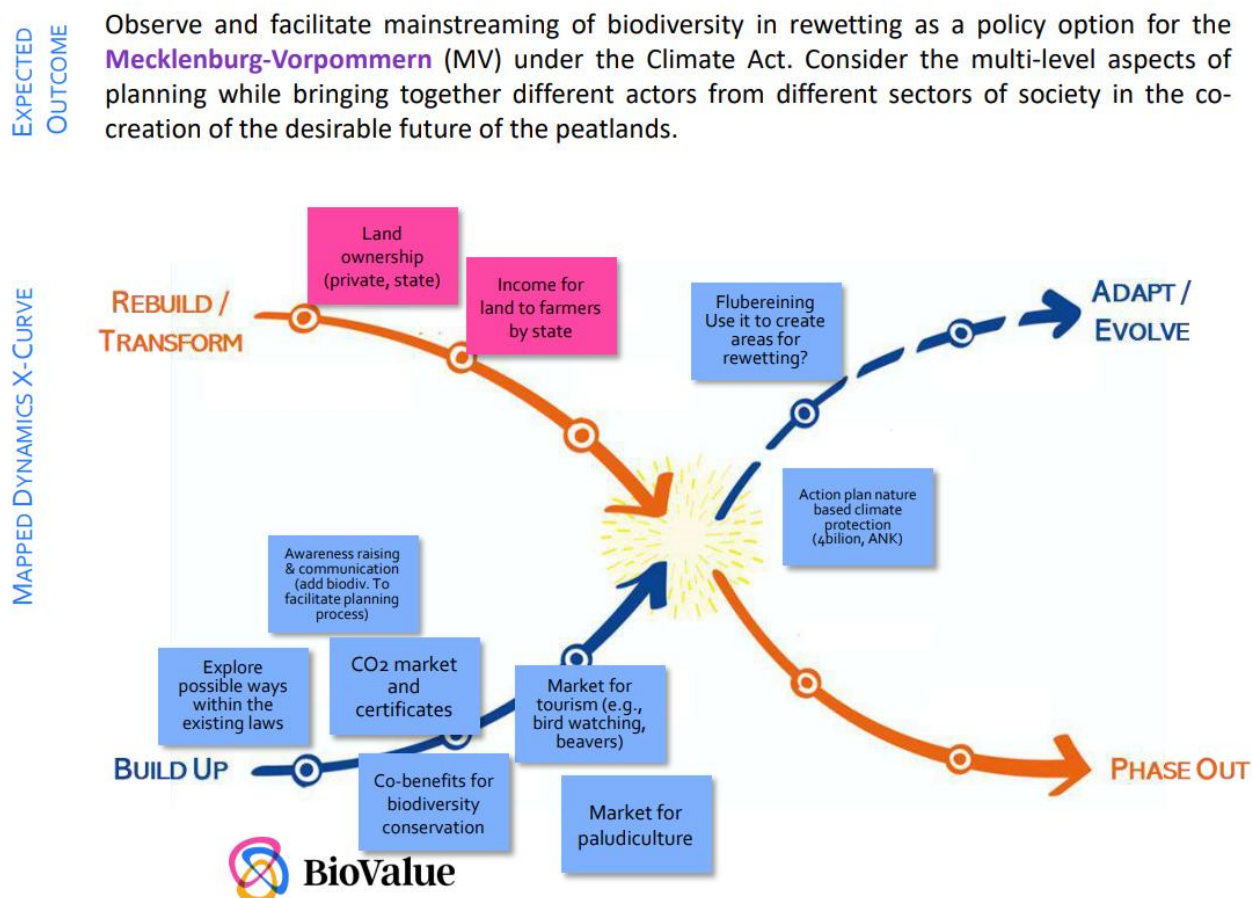 EXPECTED
OUTCOME
Observe and facilitate mainstreaming of biodiversity in rewetting as a policy option for the
Mecklenburg-Vorpommern (MV) under the Climate Act. Consider the multi-level aspects of
planning while bringing together different actors from different sectors of society in the co-
creation of the desirable future of the peatlands.
MAPPED DYNAMICS X-CURVE
REBUILD /
TRANSFORM
Land
ownership
(private, state)
Income for
land to farmers
by state
Flubereining
Use it to create
areas for
rewetting?
ADAPT /
EVOLVE
Action plan nature
based climate
protection
(4bilion, ANK)
Awareness raising
& communication
(add biodiv. To
facilitate planning
process)
Explore
possible ways
within the
existing laws
CO2 market
and
certificates
Market for
tourism (e.g.,
bird watching,
beavers)
BUILD UP
Co-benefits for
biodiversity
conservation
Market for
paludiculture
PHASE OUT
BioValue